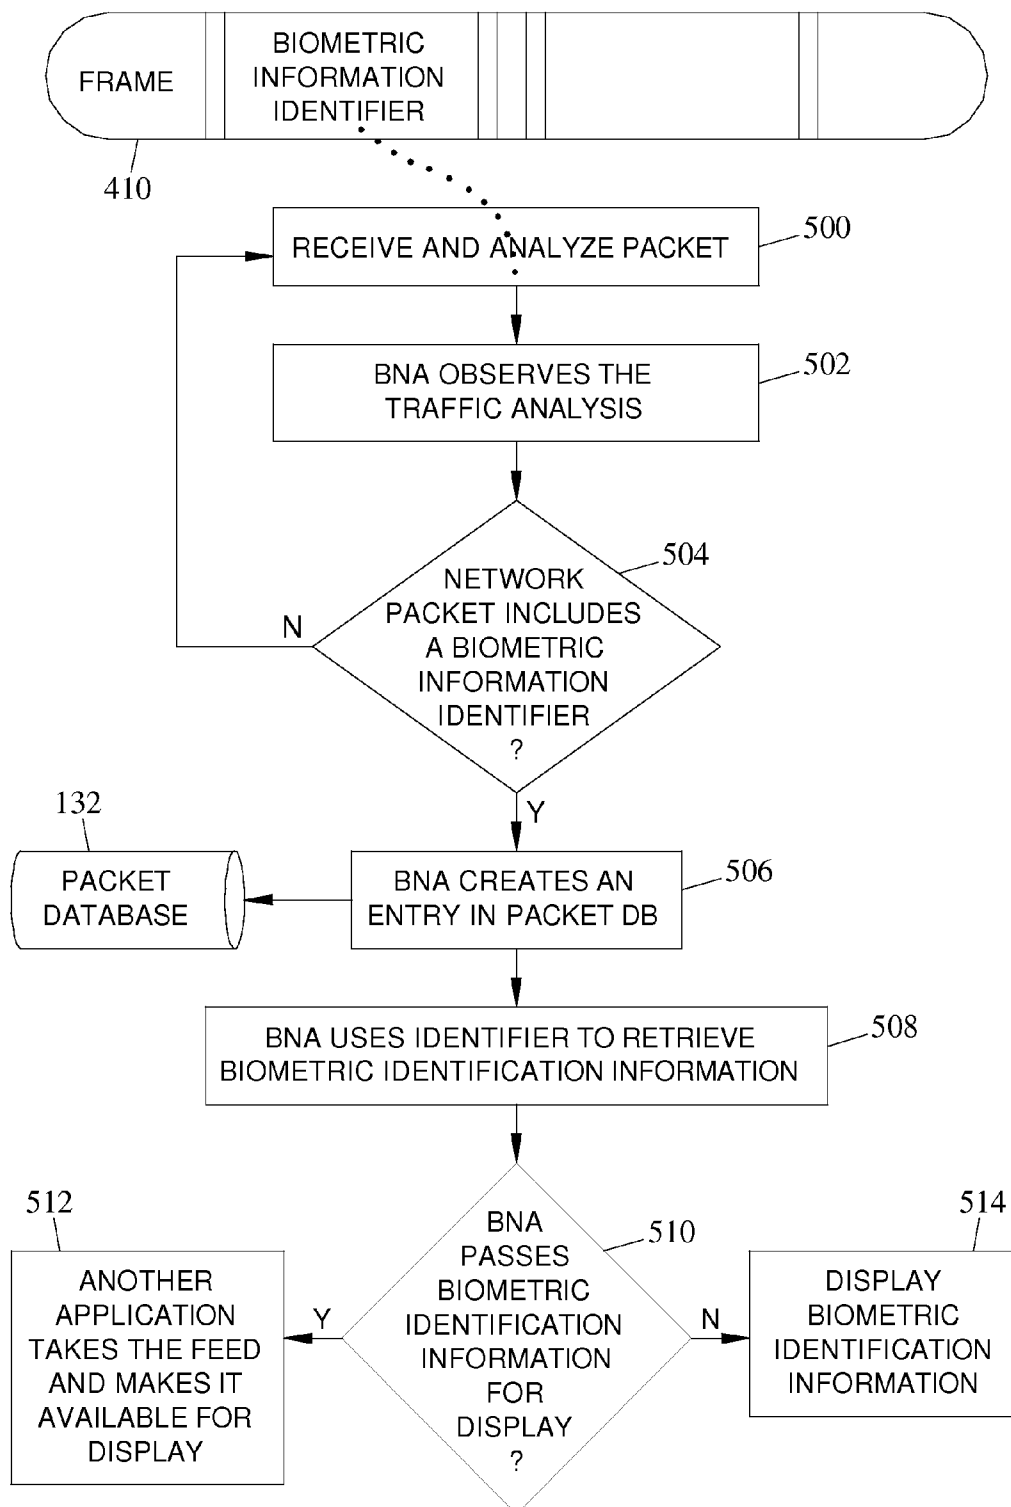 FRAME
BIOMETRIC
INFORMATION
IDENTIFIER
410
RECEIVE AND ANALYZE PACKET
500
BNA OBSERVES THE
TRAFFIC ANALYSIS
502
NETWORK
PACKET INCLUDES
A BIOMETRIC
INFORMATION
IDENTIFIER
?
504
N
Y
132
PACKET
DATABASE
BNA CREATES AN
ENTRY IN PACKET DB
506
BNA USES IDENTIFIER TO RETRIEVE
BIOMETRIC IDENTIFICATION INFORMATION
508
BNA
PASSES
BIOMETRIC
IDENTIFICATION
INFORMATION
FOR
DISPLAY
?
510
Y
N
512
ANOTHER
APPLICATION
TAKES THE FEED
AND MAKES IT
AVAILABLE FOR
DISPLAY
514
DISPLAY
BIOMETRIC
IDENTIFICATION
INFORMATION